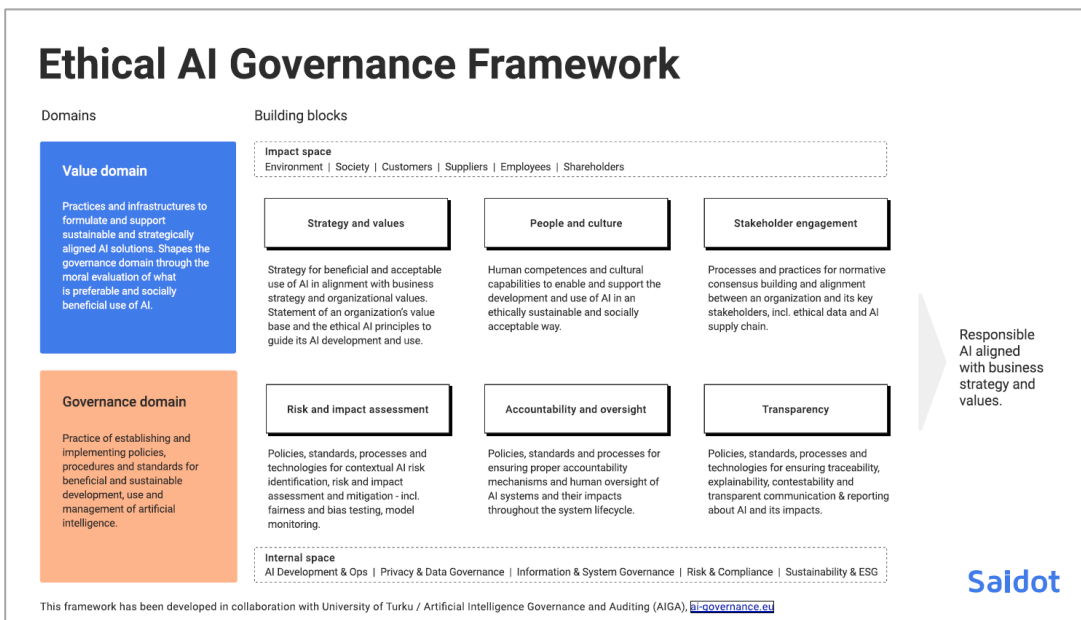 Ethical AI Governance Framework
Domains
Building blocks
Value domain
Practices and infrastructures to
formulate and support
sustainable and strategically
aligned AI solutions. Shapes the
governance domain through the
moral evaluation of what
is preferable and socially
beneficial use of AI.
Impact space
Environment | Society | Customers | Suppliers | Employees | Shareholders
Strategy and values
Strategy for beneficial and acceptable
use of AI in alignment with business
strategy and organizational values.
Statement of an organization's value
base and the ethical AI principles to
guide its AI development and use.
People and culture
Human competences and cultural
capabilities to enable and support the
development and use of AI in an
ethically sustainable and socially
acceptable way.
Stakeholder engagement
Processes and practices for normative
consensus building and alignment
between an organization and its key
stakeholders, incl. ethical data and AI
supply chain.
Governance domain
Practice of establishing and
implementing policies,
procedures and standards for
beneficial and sustainable
development, use and
management of artificial
intelligence.
Risk and impact assessment
Policies, standards, processes and
technologies for contextual AI risk
identification, risk and impact
assessment and mitigation - incl.
fairness and bias testing, model
monitoring.
Accountability and oversight
Policies, standards and processes for
ensuring proper accountability
mechanisms and human oversight of
AI systems and their impacts
throughout the system lifecycle.
Transparency
Policies, standards, processes and
technologies for ensuring traceability,
explainability, contestability and
transparent communication & reporting
about AI and its impacts.
Internal space
AI Development & Ops | Privacy & Data Governance | Information & System Governance | Risk & Compliance | Sustainability & ESG
Responsible
AI aligned
with business
strategy and
values.
Saidot
This framework has been developed in collaboration with University of Turku / Artificial Intelligence Governance and Auditing (AIGA), ai-governance.eu